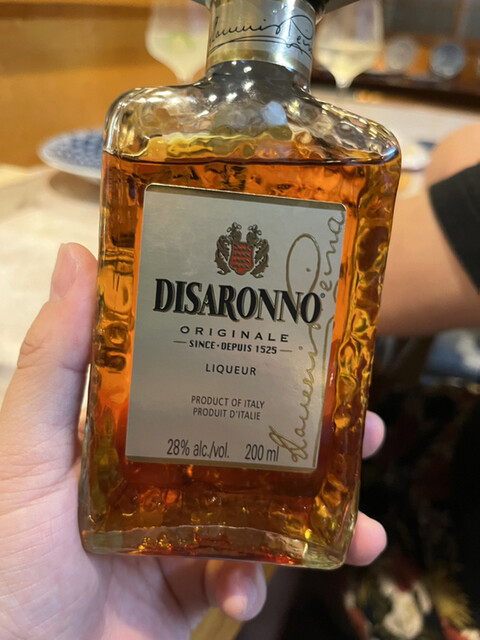 DISARONNO
ORIGINALE
SINCE·DEPUIS 1525
LIQUEUR
PRODUCT OF ITALY
PRODUIT D'ITALIE
28% alc./vol. 200 ml